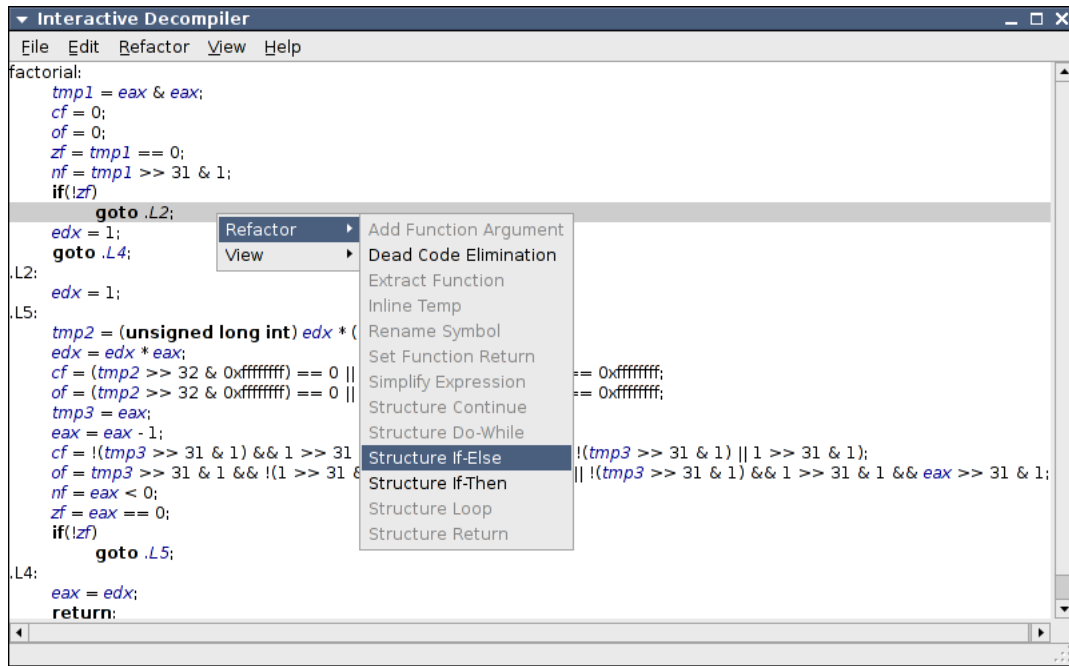 Interactive Decompiler
File Edit Refactor View Help
factorial:
tmp1 = eax & eax;
cf = 0;
of = 0;
zf = tmp1 == 0;
nf = tmp1 >> 31 & 1;
if(!zf)
goto .L2;
edx = 1;
goto .L4;
.L2:
edx = 1;
.L5:
tmp2 = (unsigned long int) edx * (
edx = edx * eax;
cf = (tmp2 >> 32 & 0xffffffff) == 0 || == 0xffffffff;
of = (tmp2 >> 32 & 0xffffffff) == 0 || == 0xffffffff;
tmp3 = eax;
eax = eax - 1;
cf = !(tmp3 >> 31 & 1) && 1 >> 31 !(tmp3 >> 31 & 1) || 1 >> 31 & 1);
of = tmp3 >> 31 & 1 && !(1 >> 31 & || !(tmp3 >> 31 & 1) && 1 >> 31 & 1 && eax >> 31 & 1;
nf = eax < 0;
zf = eax == 0;
if(!zf)
goto .L5;
.L4:
eax = edx;
return;
Refactor
View
Add Function Argument
Dead Code Elimination
Extract Function
Inline Temp
Rename Symbol
Set Function Return
Simplify Expression
Structure Continue
Structure Do-While
Structure If-Else
Structure If-Then
Structure Loop
Structure Return